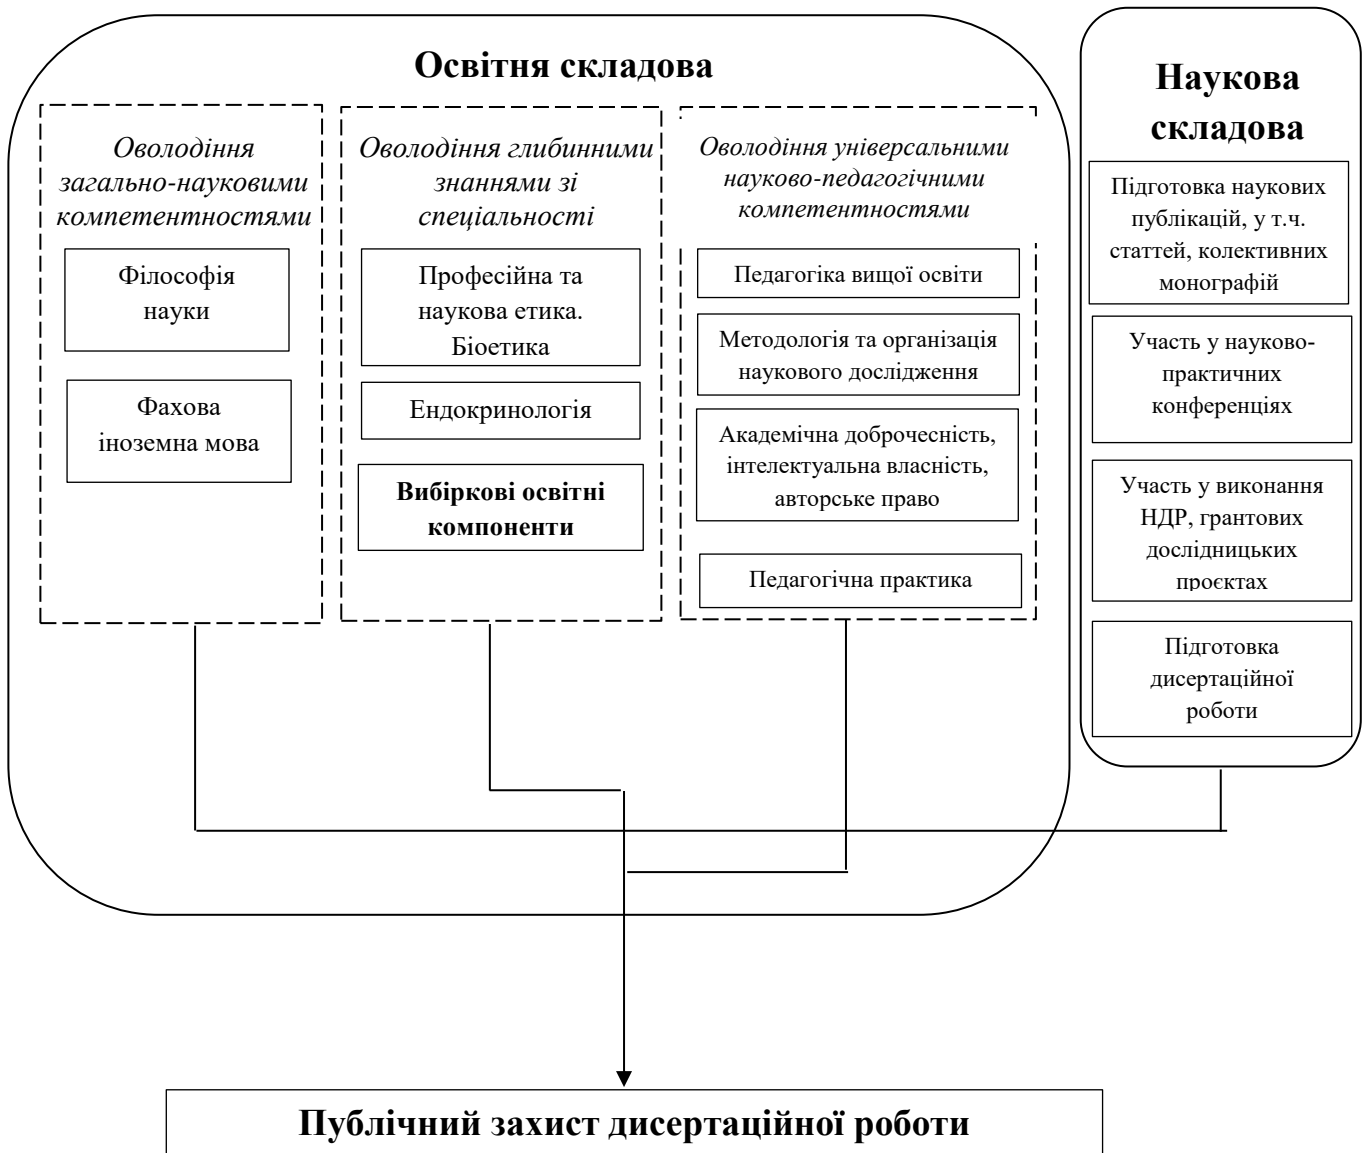 Освітня складова
Оволодіння
загально-науковими
компетентностями
Філософія
науки
Фахова
іноземна мова
Оволодіння глибинними
знаннями зі
спеціальності
Професійна та
наукова етика.
Біоетика
Ендокринологія
Вибіркові освітні
компоненти
Оволодіння універсальними
науково-педагогічними
компетентностями
Педагогіка вищої освіти
Методологія та організація
наукового дослідження
Академічна доброчесність,
інтелектуальна власність,
авторське право
Педагогічна практика
Наукова
складова
Підготовка наукових
публікацій, у т.ч.
статтей, колективних
монографій
Участь у науково-
практичних
конференціях
Участь у виконання
НДР, грантових
дослідницьких
проєктах
Підготовка
дисертаційної
роботи
Публічний захист дисертаційної роботи